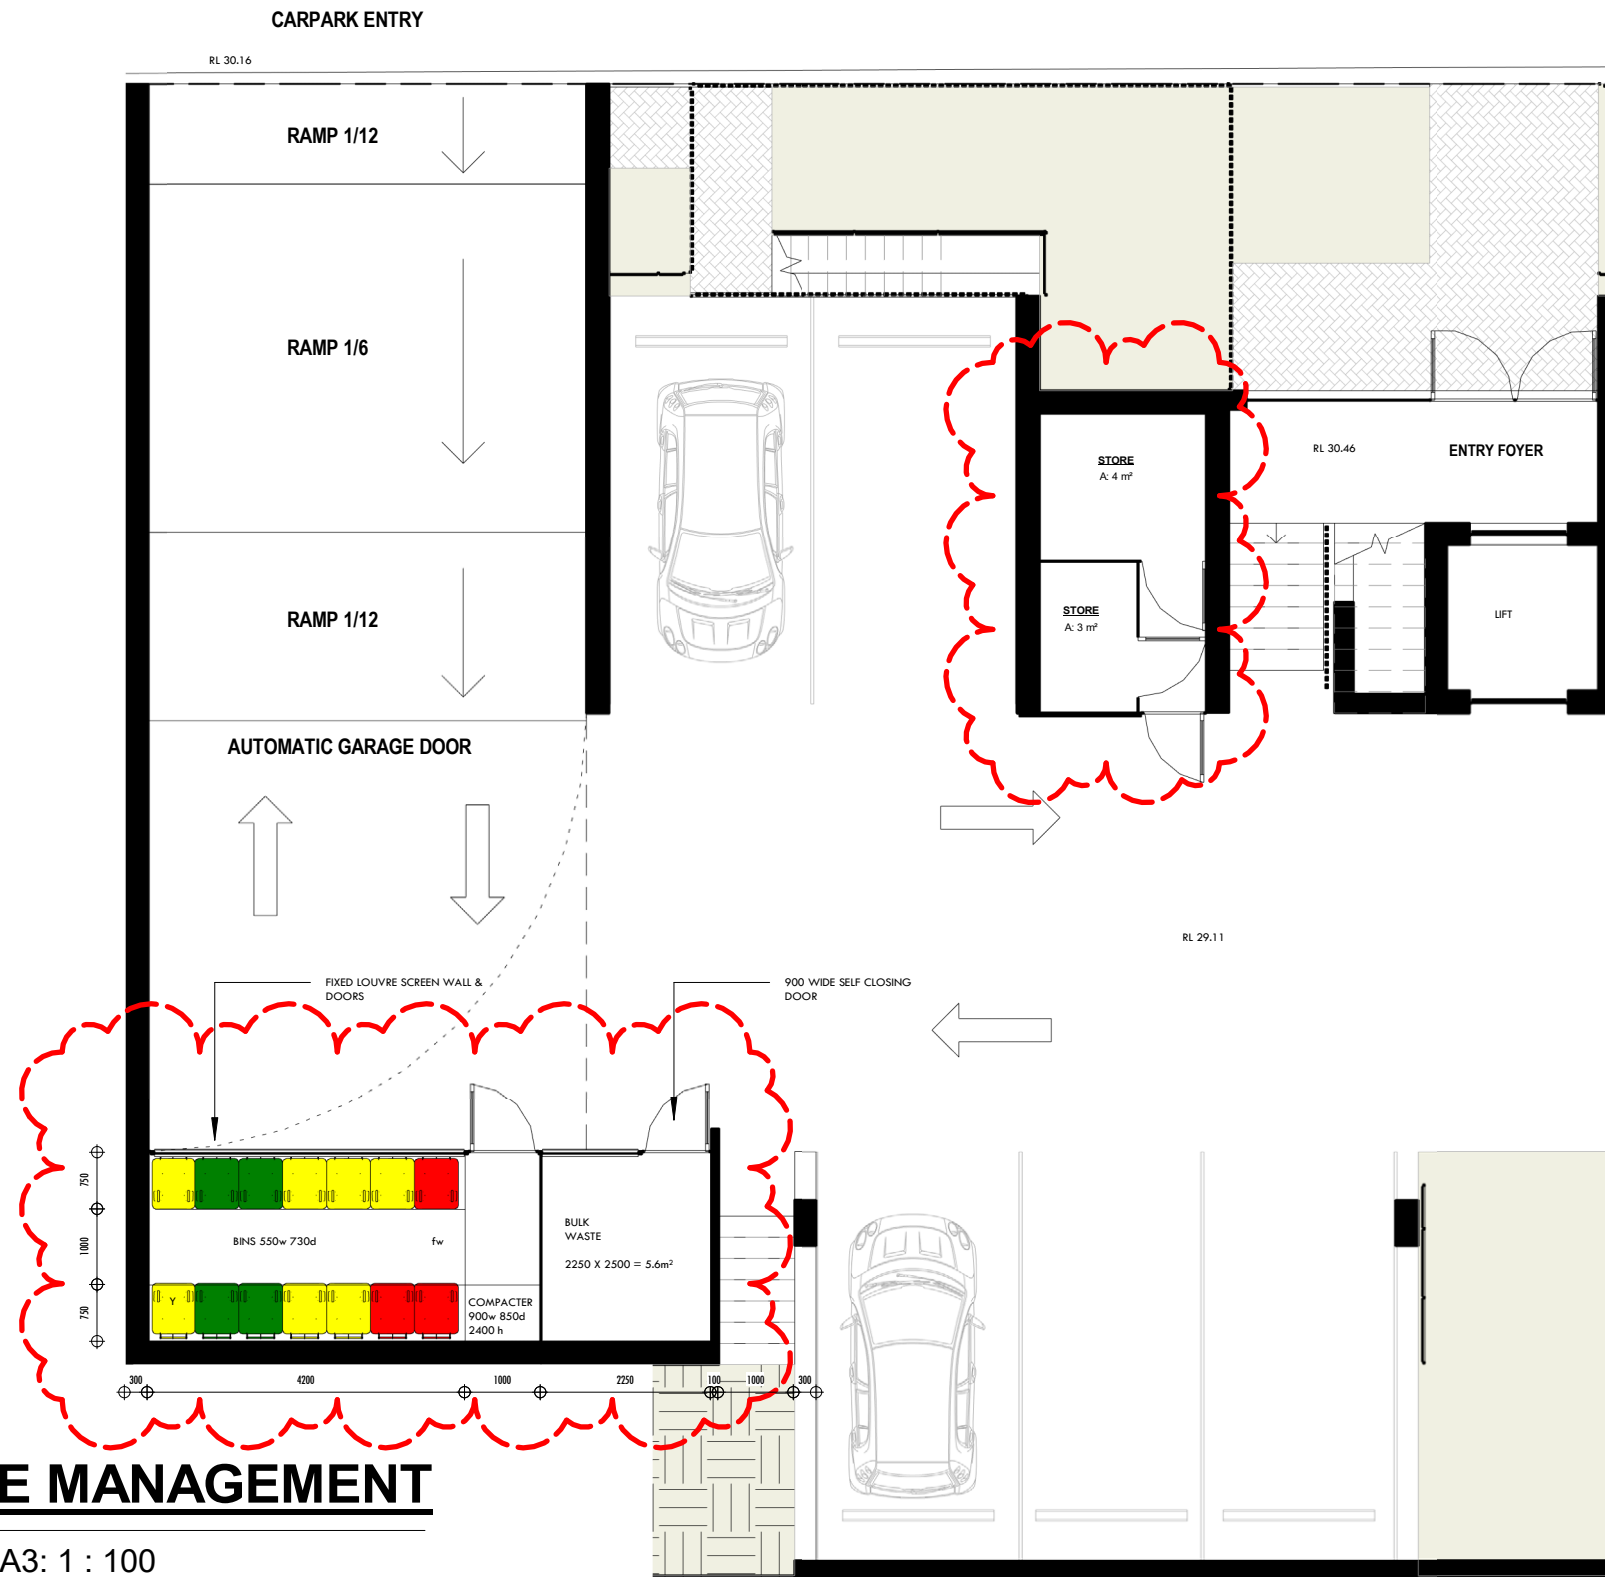 CARPARK ENTRY
RL 30.16
RAMP 1/12
RAMP 1/6
RAMP 1/12
AUTOMATIC GARAGE DOOR
STORE
A: 4 m²
STORE
A: 3 m²
RL 30.46
ENTRY FOYER
LIFT
RL 29.11
FIXED LOUVRE SCREEN WALL &
DOORS
900 WIDE SELF CLOSING
DOOR
750
1000
750
BINS 550w 730d
fw
Y
BULK
WASTE
2250 X 2500 = 5.6m²
COMPACTER
900w 850d
2400 h
300
4200
1000
2250
100
1000
300
E MANAGEMENT
A3: 1 : 100